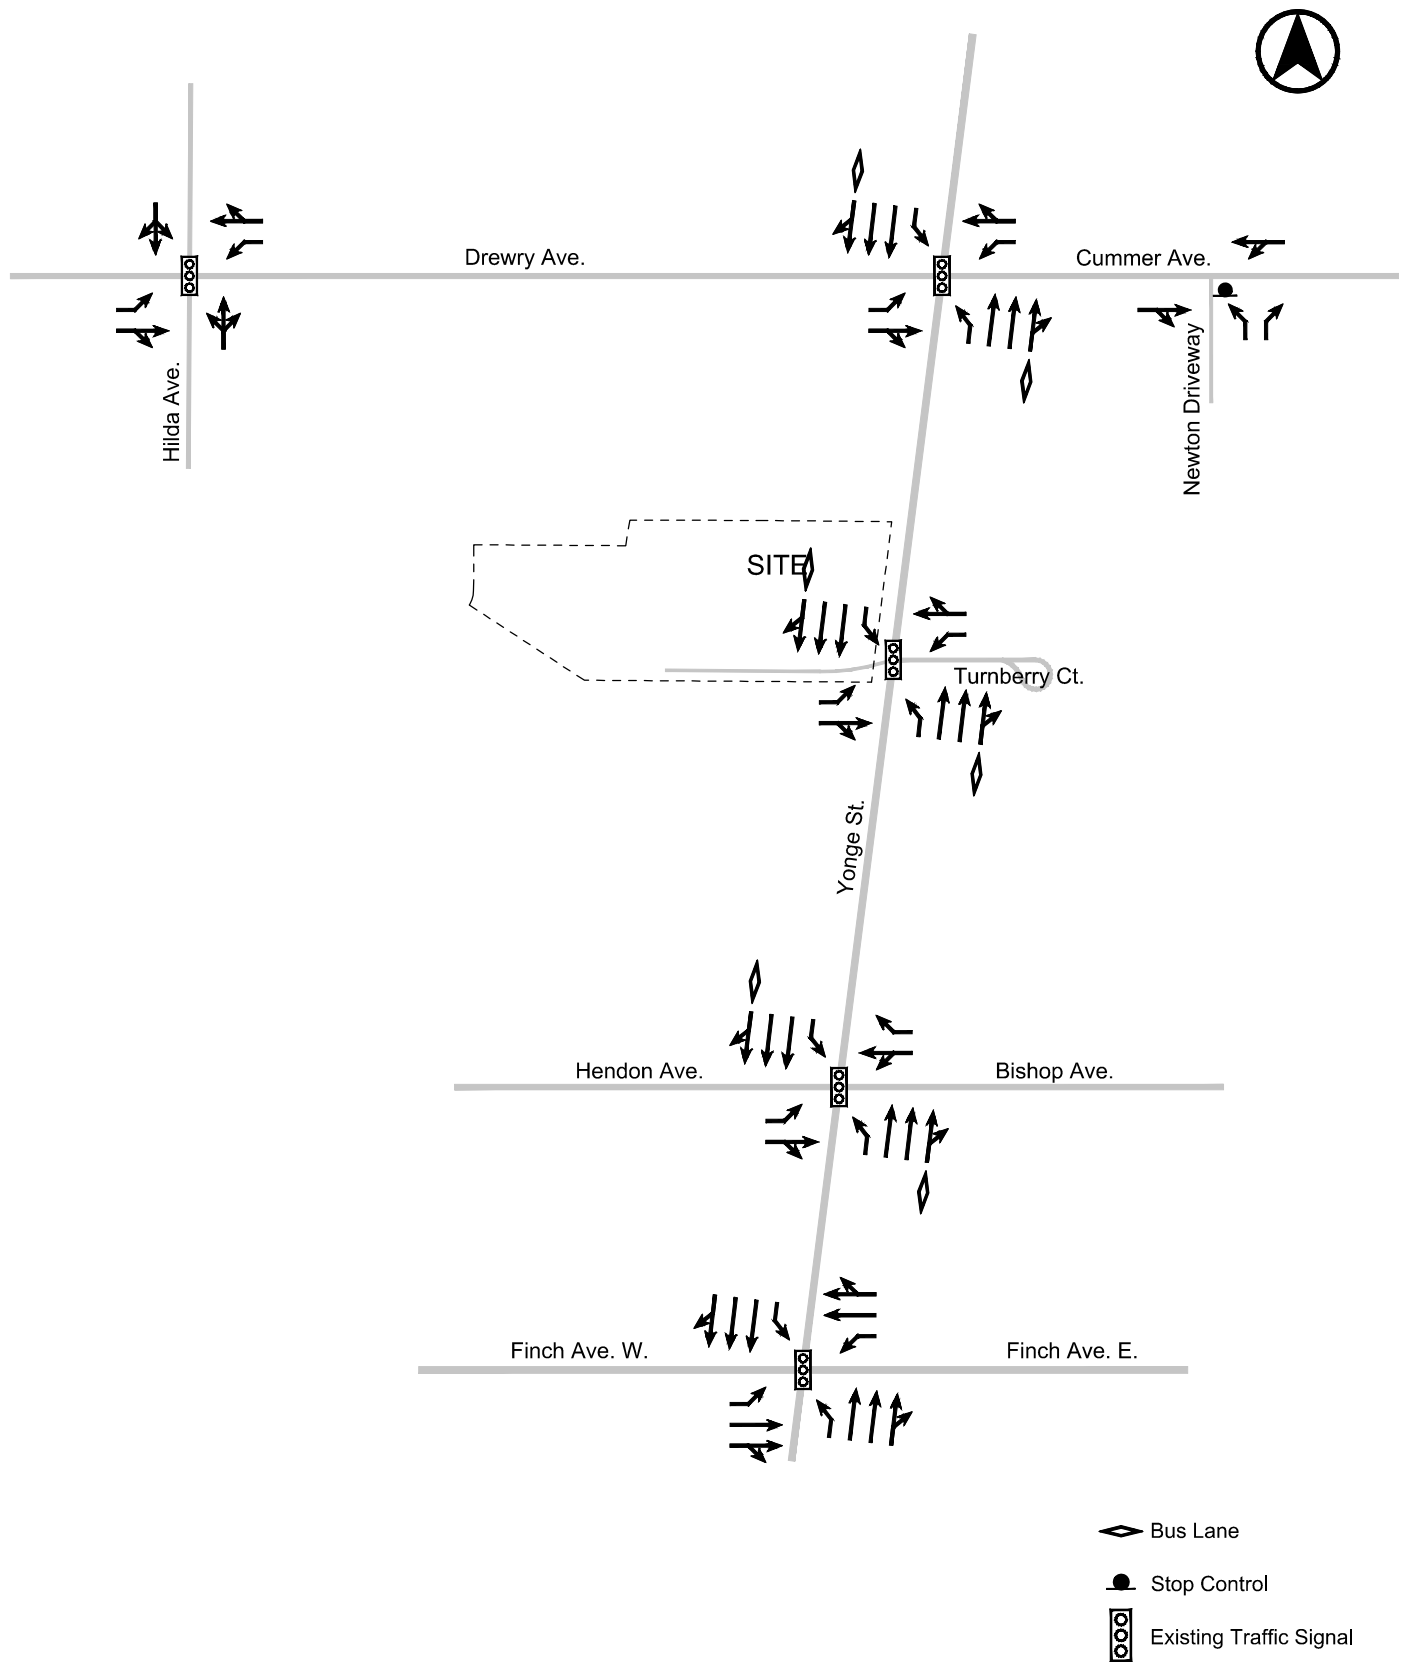 Drewry Ave.
Cummer Ave.
Hilda Ave.
Newton Driveway
SITE
Turnberry Ct.
Yonge St.
Hendon Ave.
Bishop Ave.
Finch Ave. W.
Finch Ave. E.
Bus Lane
Stop Control
Existing Traffic Signal